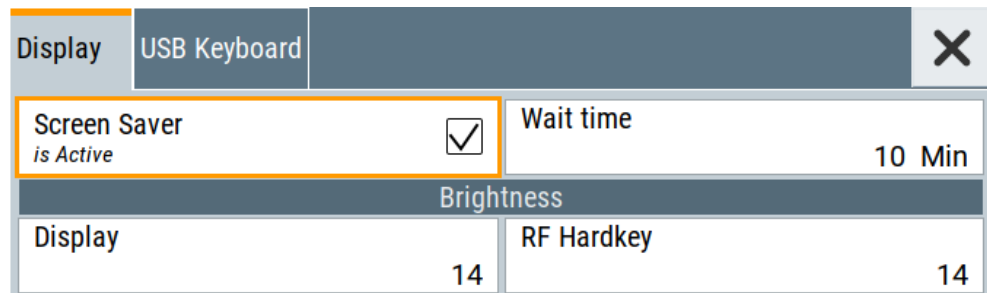 Display USB Keyboard
Screen Saver
is Active
Wait time
10 Min
Brightness
Display
14
RF Hardkey
14